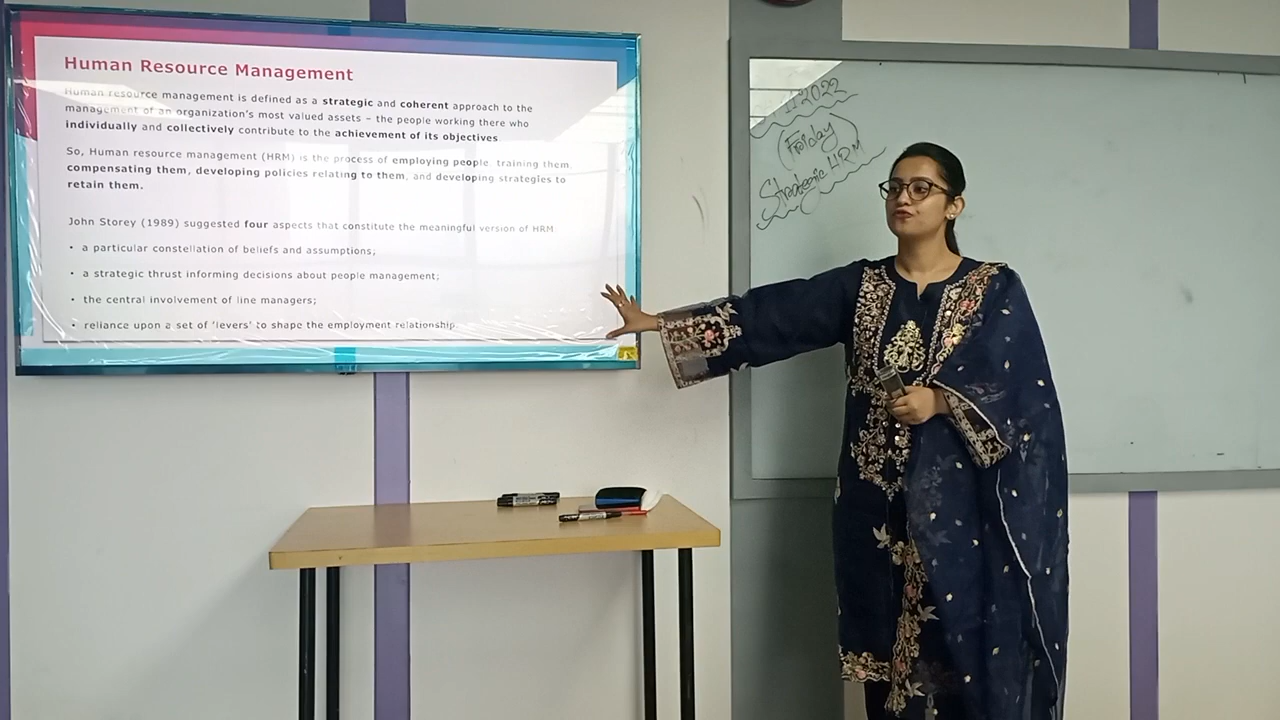 Human Resource Management
Human resource management is defined as a strategic and coherent approach to the
management of an organization's most valued assets – the people working there who
individually and collectively contribute to the achievement of its objectives.
So, Human resource management (HRM) is the process of employing people, training them,
compensating them, developing policies relating to them, and developing strategies to
retain them.
John Storey (1989) suggested four aspects that constitute the meaningful version of HRM
• a particular constellation of beliefs and assumptions;
• a strategic thrust informing decisions about people management;
• the central involvement of line managers;
• reliance upon a set of 'levers' to shape the employment relationship.
(Friday)
Strategic HRM